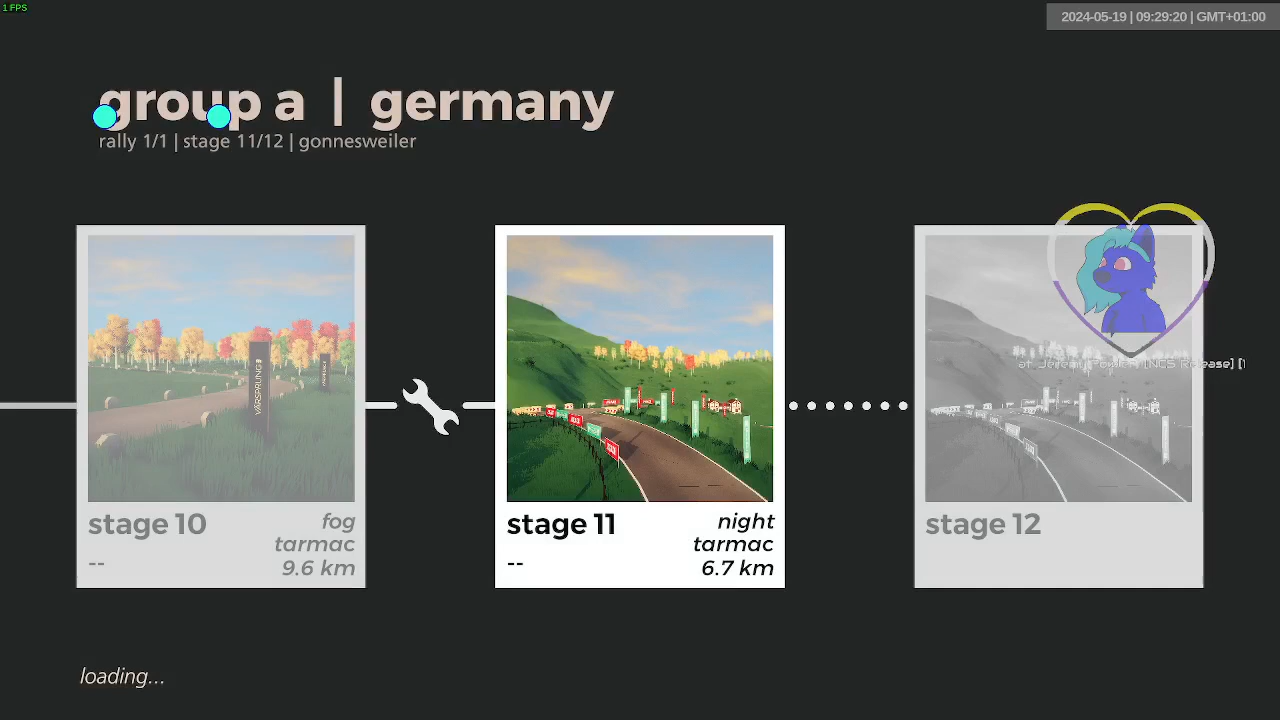 1 FPS
2024-05-19 | 09:29:20 | GMT+01:00
group a | germany
rally 1/1 | stage 11/12 | gonnesweiler
stage 10
fog
tarmac
9.6 km
--
stage 11
night
tarmac
6.7 km
--
stage 12
[NCS Release] [
loading...